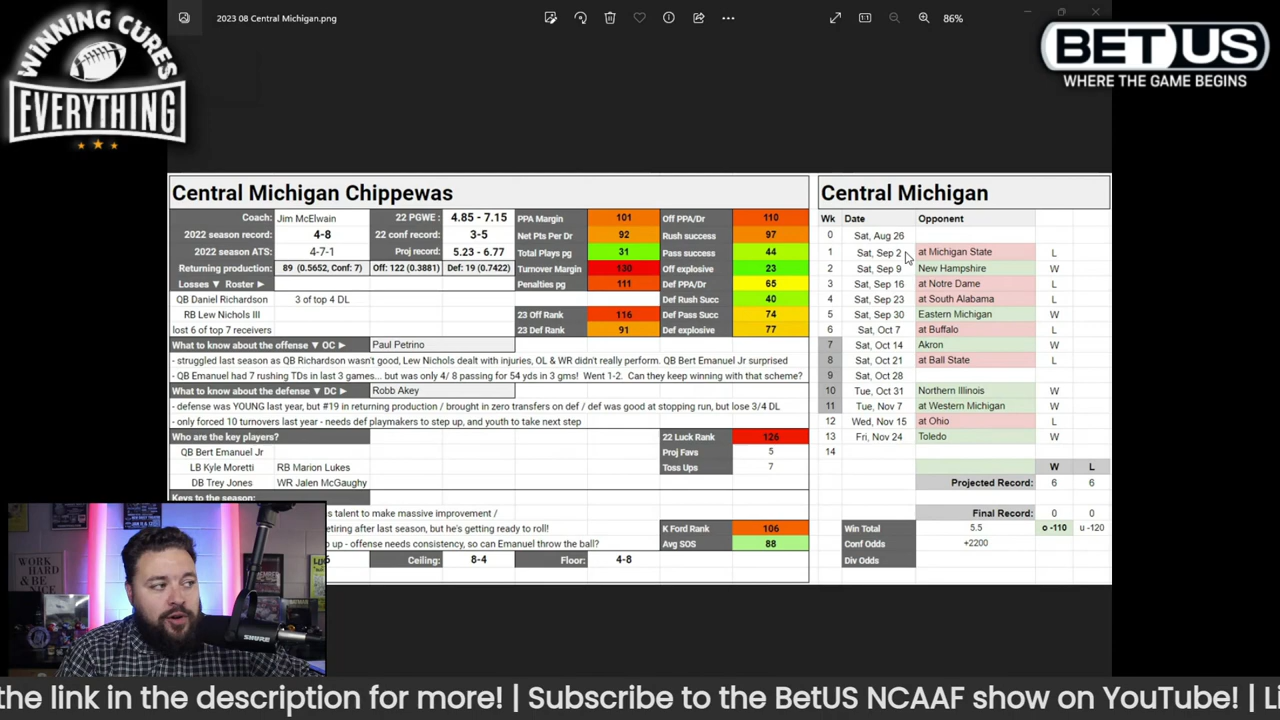 2023 08 Central Michigan.png
86%
WINNING CURES
EVERYTHING
BETUS
WHERE THE GAME BEGINS
Central Michigan Chippewas
Coach: Jim McElwain 22 PGWE : 4.85 - 7.15 PPA Margin 101 Off PPA/Dr 110
2022 season record: 4-8 22 conf record: 3-5 Net Pts Per Dr 92 Rush success 97
2022 season ATS: 4-7-1 Proj record: 5.23 - 6.77 Total Plays pg 31 Pass success 44
Returning production: 89 (0.5652, Conf: 7) Off: 122 (0.3881) Def: 19 (0.7422) Turnover Margin 130 Off explosive 23
Losses ▼ Roster ► Penalties pg 111 Def PPA/Dr 65
QB Daniel Richardson 3 of top 4 DL Def Rush Succ 40
RB Lew Nichols III 23 Off Rank 116 Def Pass Succ 74
lost 6 of top 7 receivers 23 Def Rank 91 Def explosive 77
What to know about the offense ▼ OC ► Paul Petrino
- struggled last season as QB Richardson wasn't good, Lew Nichols dealt with injuries, OL & WR didn't really perform. QB Bert Emanuel Jr surprised
- QB Emanuel had 7 rushing TDs in last 3 games... but was only 4/ 8 passing for 54 yds in 3 gms! Went 1-2. Can they keep winning with that scheme?
What to know about the defense ▼ DC ► Robb Akey
- defense was YOUNG last year, but #19 in returning production / brought in zero transfers on def / def was good at stopping run, but lose 3/4 DL
- only forced 10 turnovers last year - needs def playmakers to step up, and youth to take next step
Who are the key players? 22 Luck Rank 126
QB Bert Emanuel Jr Proj Favs 5
LB Kyle Moretti RB Marion Lukes Toss Ups 7
DB Trey Jones WR Jalen McGaughy
Keys to the season:
s talent to make massive improvement /
etiring after last season, but he's getting ready to roll! K Ford Rank 106
up - offense needs consistency, so can Emanuel throw the ball? Avg SOS 88
Ceiling: 8-4 Floor: 4-8
Central Michigan
Wk Date Opponent
0 Sat, Aug 26
1 Sat, Sep 2 at Michigan State L
2 Sat, Sep 9 New Hampshire W
3 Sat, Sep 16 at Notre Dame L
4 Sat, Sep 23 at South Alabama L
5 Sat, Sep 30 Eastern Michigan W
6 Sat, Oct 7 at Buffalo L
7 Sat, Oct 14 Akron W
8 Sat, Oct 21 at Ball State L
9 Sat, Oct 28
10 Tue, Oct 31 Northern Illinois W
11 Tue, Nov 7 at Western Michigan W
12 Wed, Nov 15 at Ohio L
13 Fri, Nov 24 Toledo W
14
W L
Projected Record: 6 6
Final Record: 0 0
Win Total 5.5 o -110 u -120
Conf Odds +2200
Div Odds
WORK HARD & BE NICE
SHURE
the link in the description for more! | Subscribe to the BetUS NCAAF show on YouTube! | Li